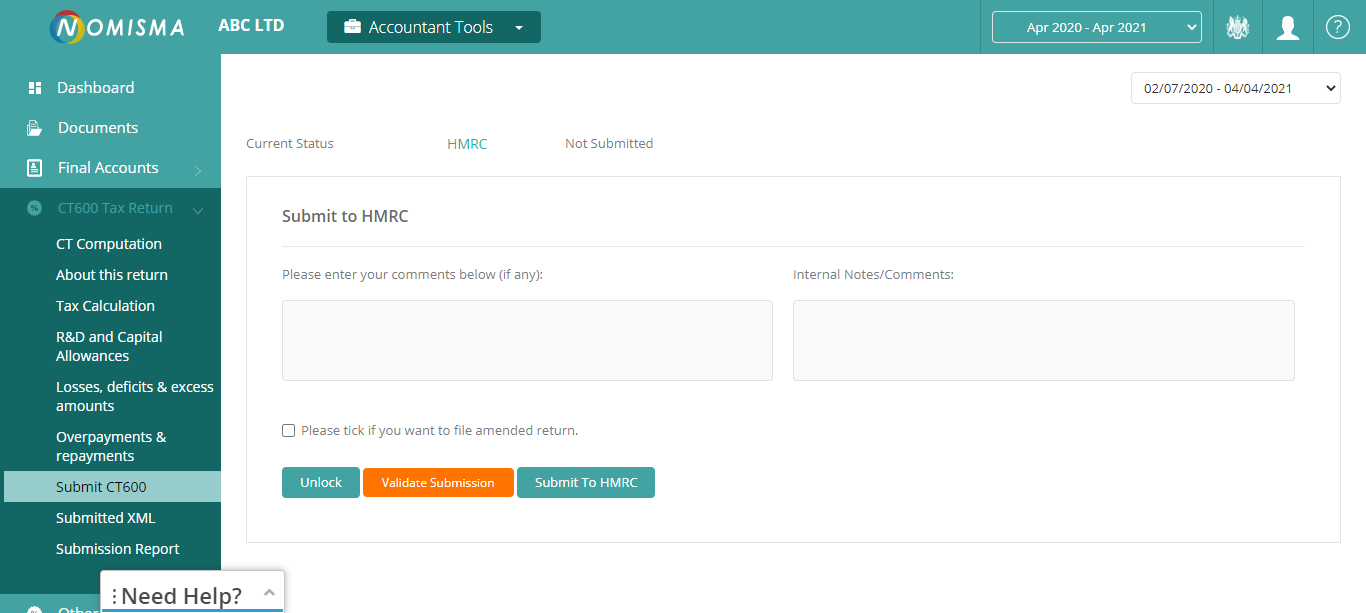 NOMISMA
ABC LTD
Accountant Tools
Apr 2020 - Apr 2021
?
Dashboard
Documents
Final Accounts
CT600 Tax Return
CT Computation
About this return
Tax Calculation
R&D and Capital
Allowances
Losses, deficits & excess
amounts
Overpayments &
repayments
Submit CT600
Submitted XML
Submission Report
Other
Need Help?
02/07/2020 - 04/04/2021
Current Status
HMRC
Not Submitted
Submit to HMRC
Please enter your comments below (if any):
Internal Notes/Comments:
Please tick if you want to file amended return.
Unlock
Validate Submission
Submit To HMRC